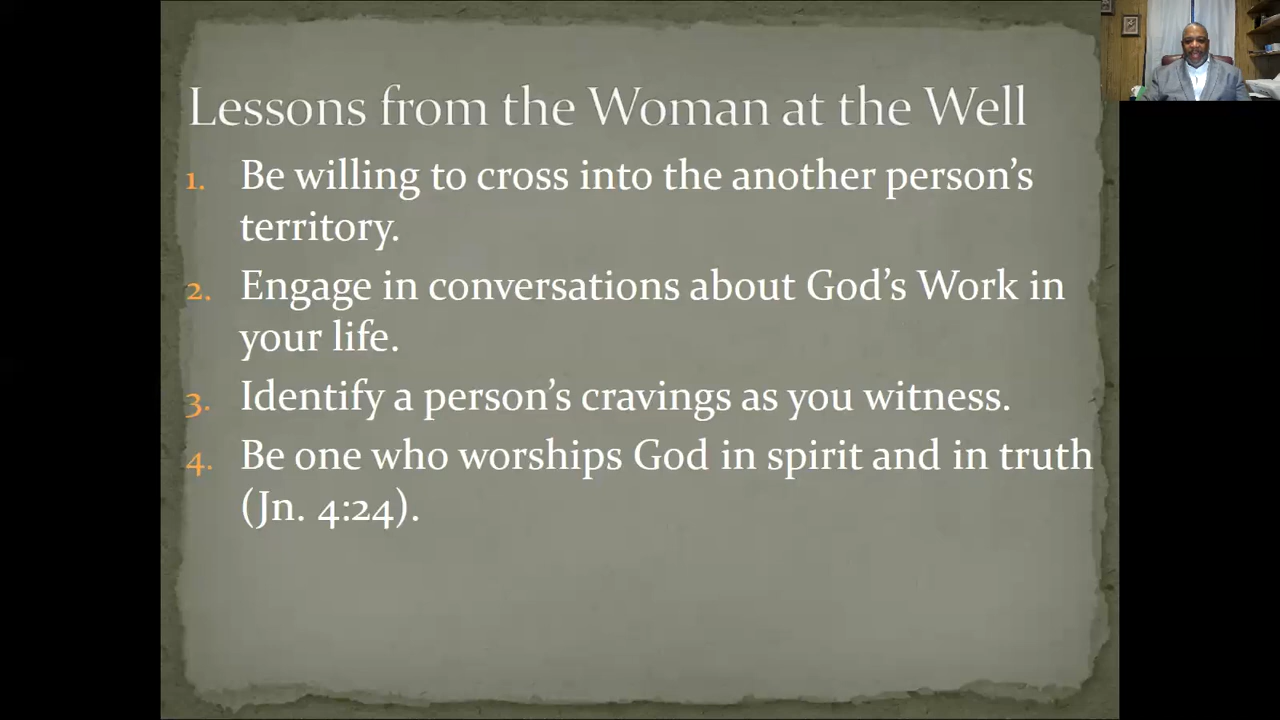 Lessons from the Woman at the Well
1. Be willing to cross into the another person's
territory.
2. Engage in conversations about God's Work in
your life.
3. Identify a person's cravings as you witness.
4. Be one who worships God in spirit and in truth
(Jn. 4:24).